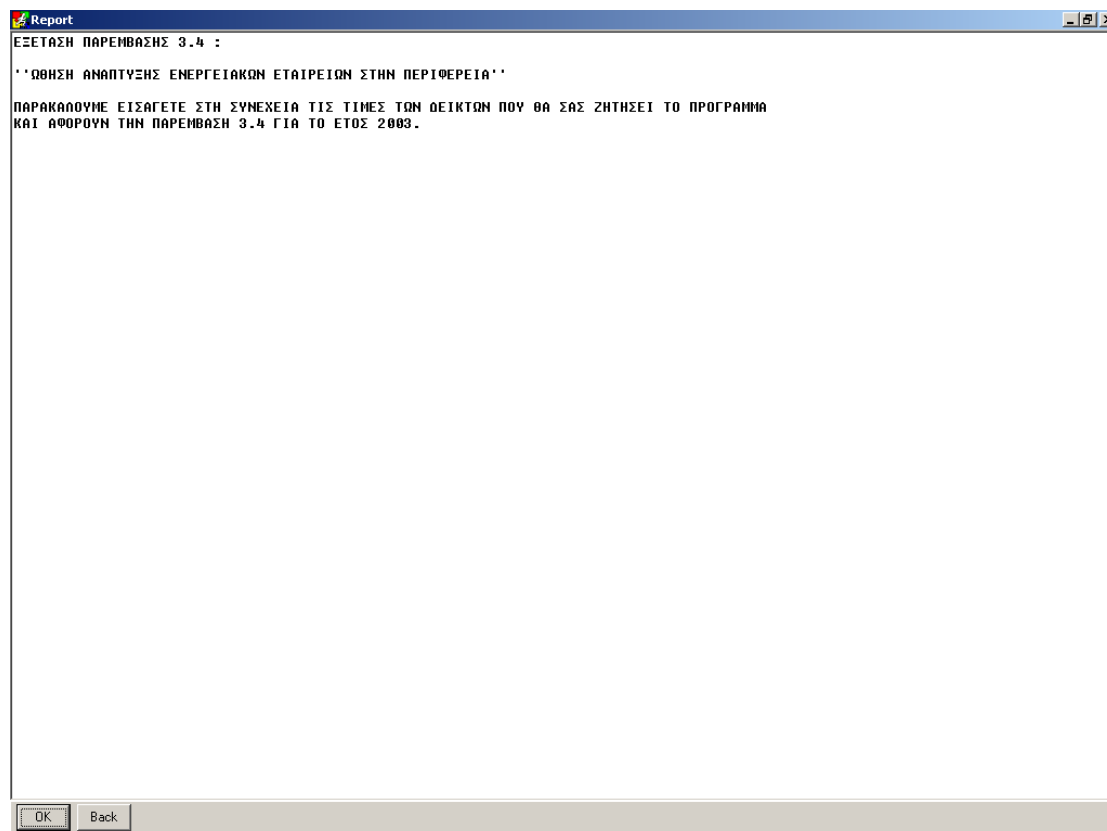 Report
ΕΞΕΤΑΣΗ ΠΑΡΕΜΒΑΣΗΣ 3.4 :
''ΩΘΗΣΗ ΑΝΑΠΤΥΞΗΣ ΕΝΕΡΓΕΙΑΚΩΝ ΕΤΑΙΡΕΙΩΝ ΣΤΗΝ ΠΕΡΙΦΕΡΕΙΑ''
ΠΑΡΑΚΑΛΟΥΜΕ ΕΙΣΑΓΕΤΕ ΣΤΗ ΣΥΝΕΧΕΙΑ ΤΙΣ ΤΙΜΕΣ ΤΩΝ ΔΕΙΚΤΩΝ ΠΟΥ ΘΑ ΣΑΣ ΖΗΤΗΣΕΙ ΤΟ ΠΡΟΓΡΑΜΜΑ
ΚΑΙ ΑΦΟΡΟΥΝ ΤΗΝ ΠΑΡΕΜΒΑΣΗ 3.4 ΓΙΑ ΤΟ ΕΤΟΣ 2003.
OK Back